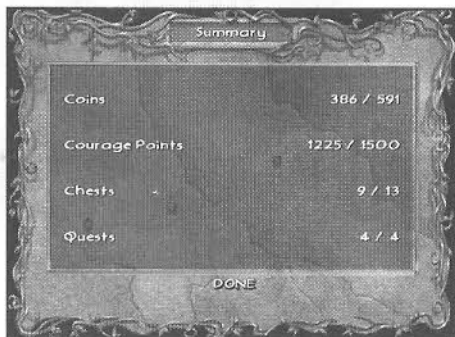 Summary
Coins 386 / 591
Courage Points 1225 / 1500
Chests 9 / 13
Quests 4 / 4
DONE